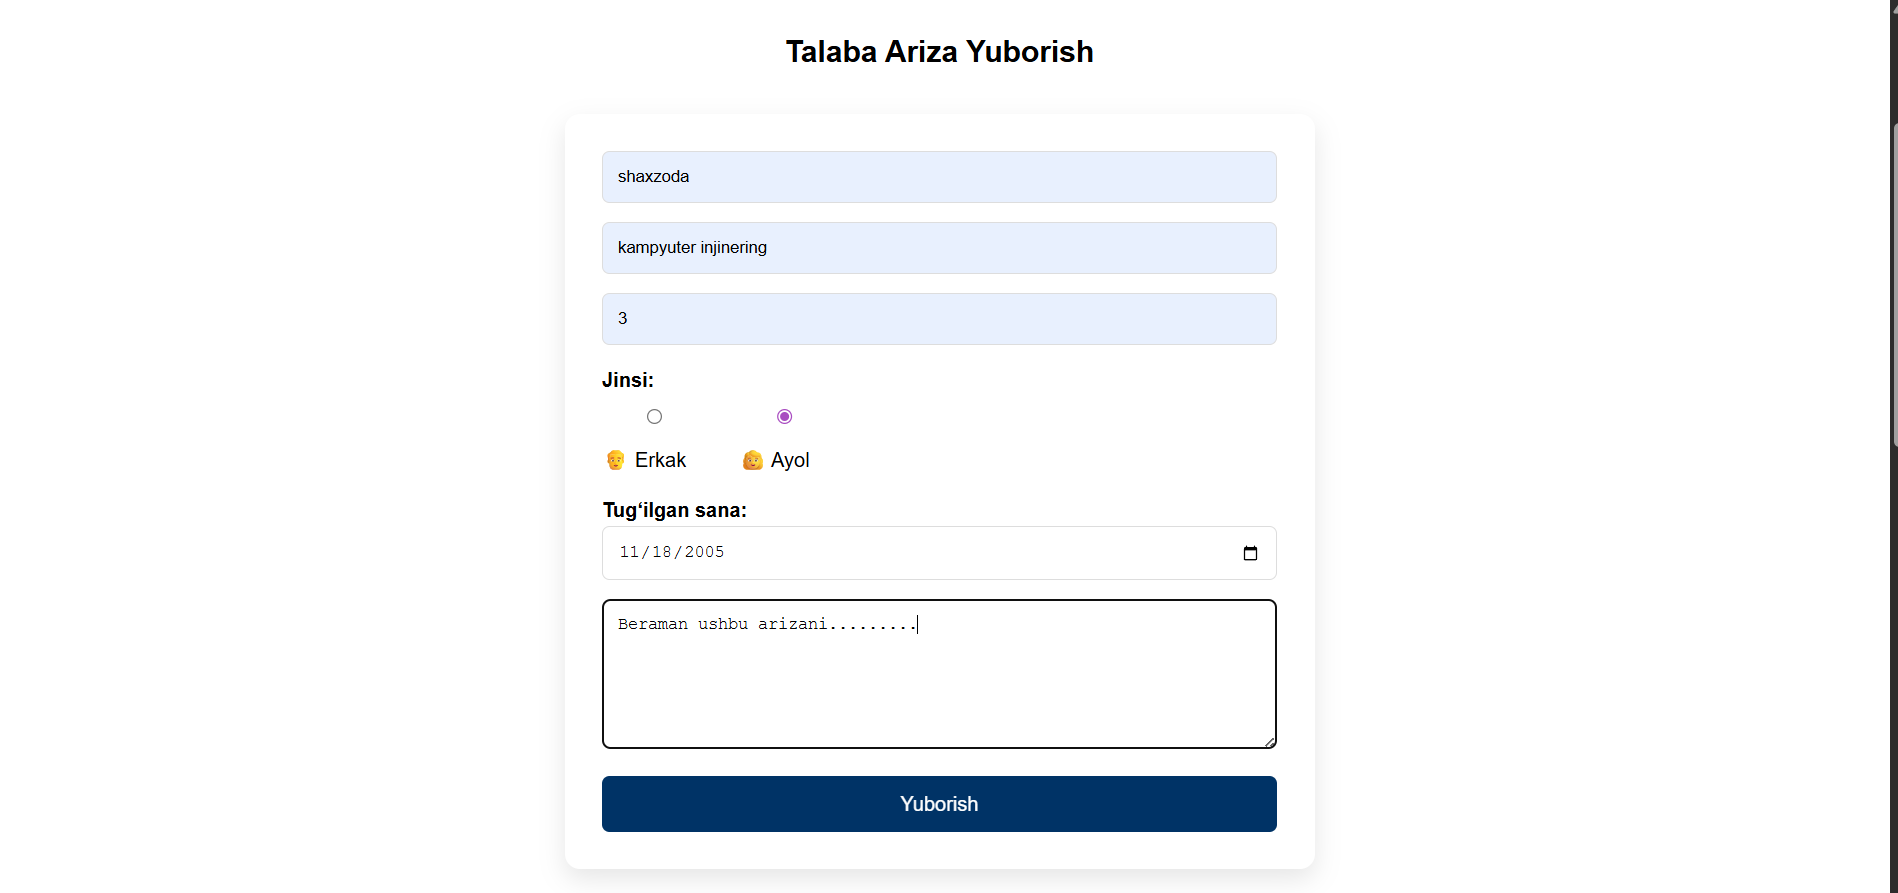 Talaba Ariza Yuborish
shaxzoda
kampyuter injinering
3
Jinsi:
Erkak Ayol
Tug‘ilgan sana:
11/18/2005
Beraman ushbu arizani.........
Yuborish